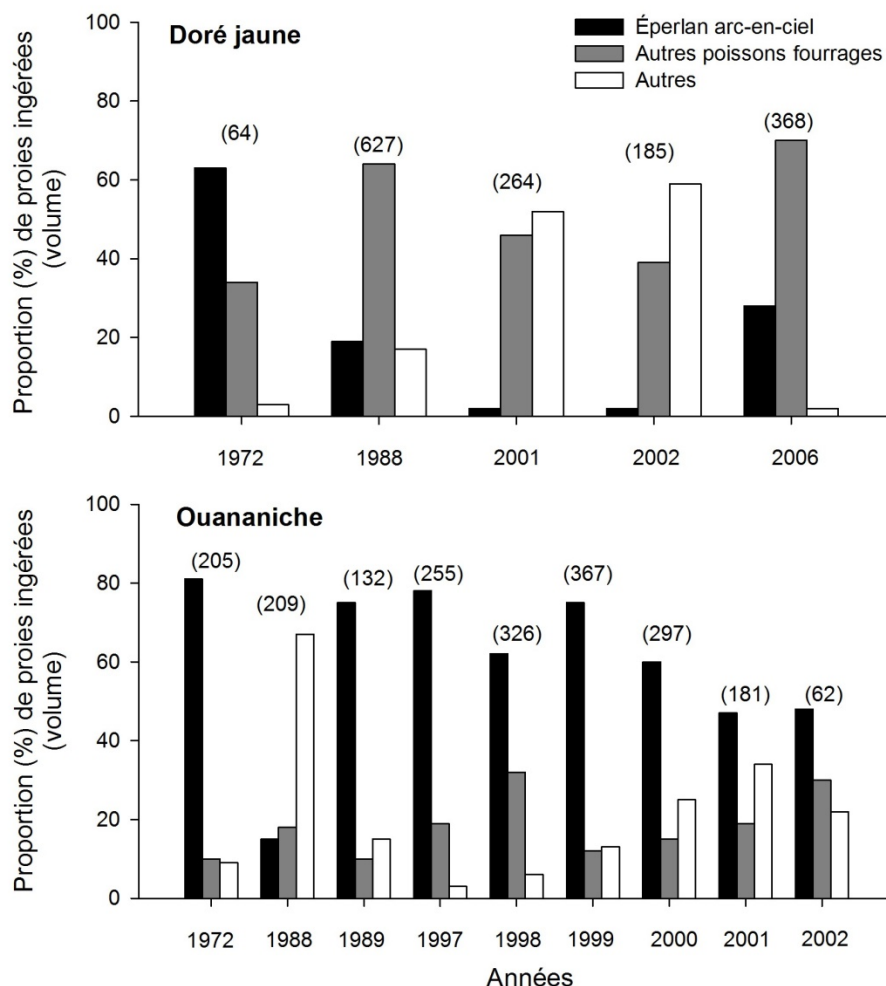 100
80
60
40
20
0
Proportion (%) de proies ingérées
(volume)
Doré jaune
Éperlan arc-en-ciel
Autres poissons fourrages
Autres
(64)
(627)
(264)
(185)
(368)
1972 1988 2001 2002 2006
100
80
60
40
20
0
Proportion (%) de proies ingérées
(volume)
Ouananiche
(205)
(209)
(132)
(255)
(326)
(367)
(297)
(181)
(62)
1972 1988 1989 1997 1998 1999 2000 2001 2002
Années